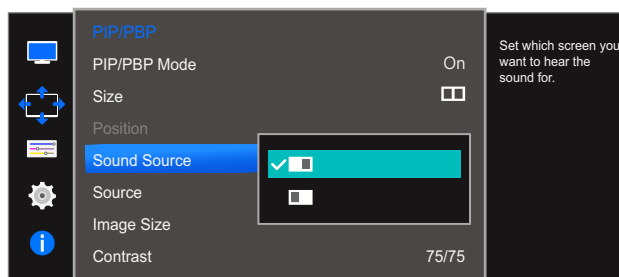 PIP/PBP
PIP/PBP Mode On
Size
Position
Sound Source
Source
Image Size
Contrast 75/75
Set which screen you
want to hear the
sound for.